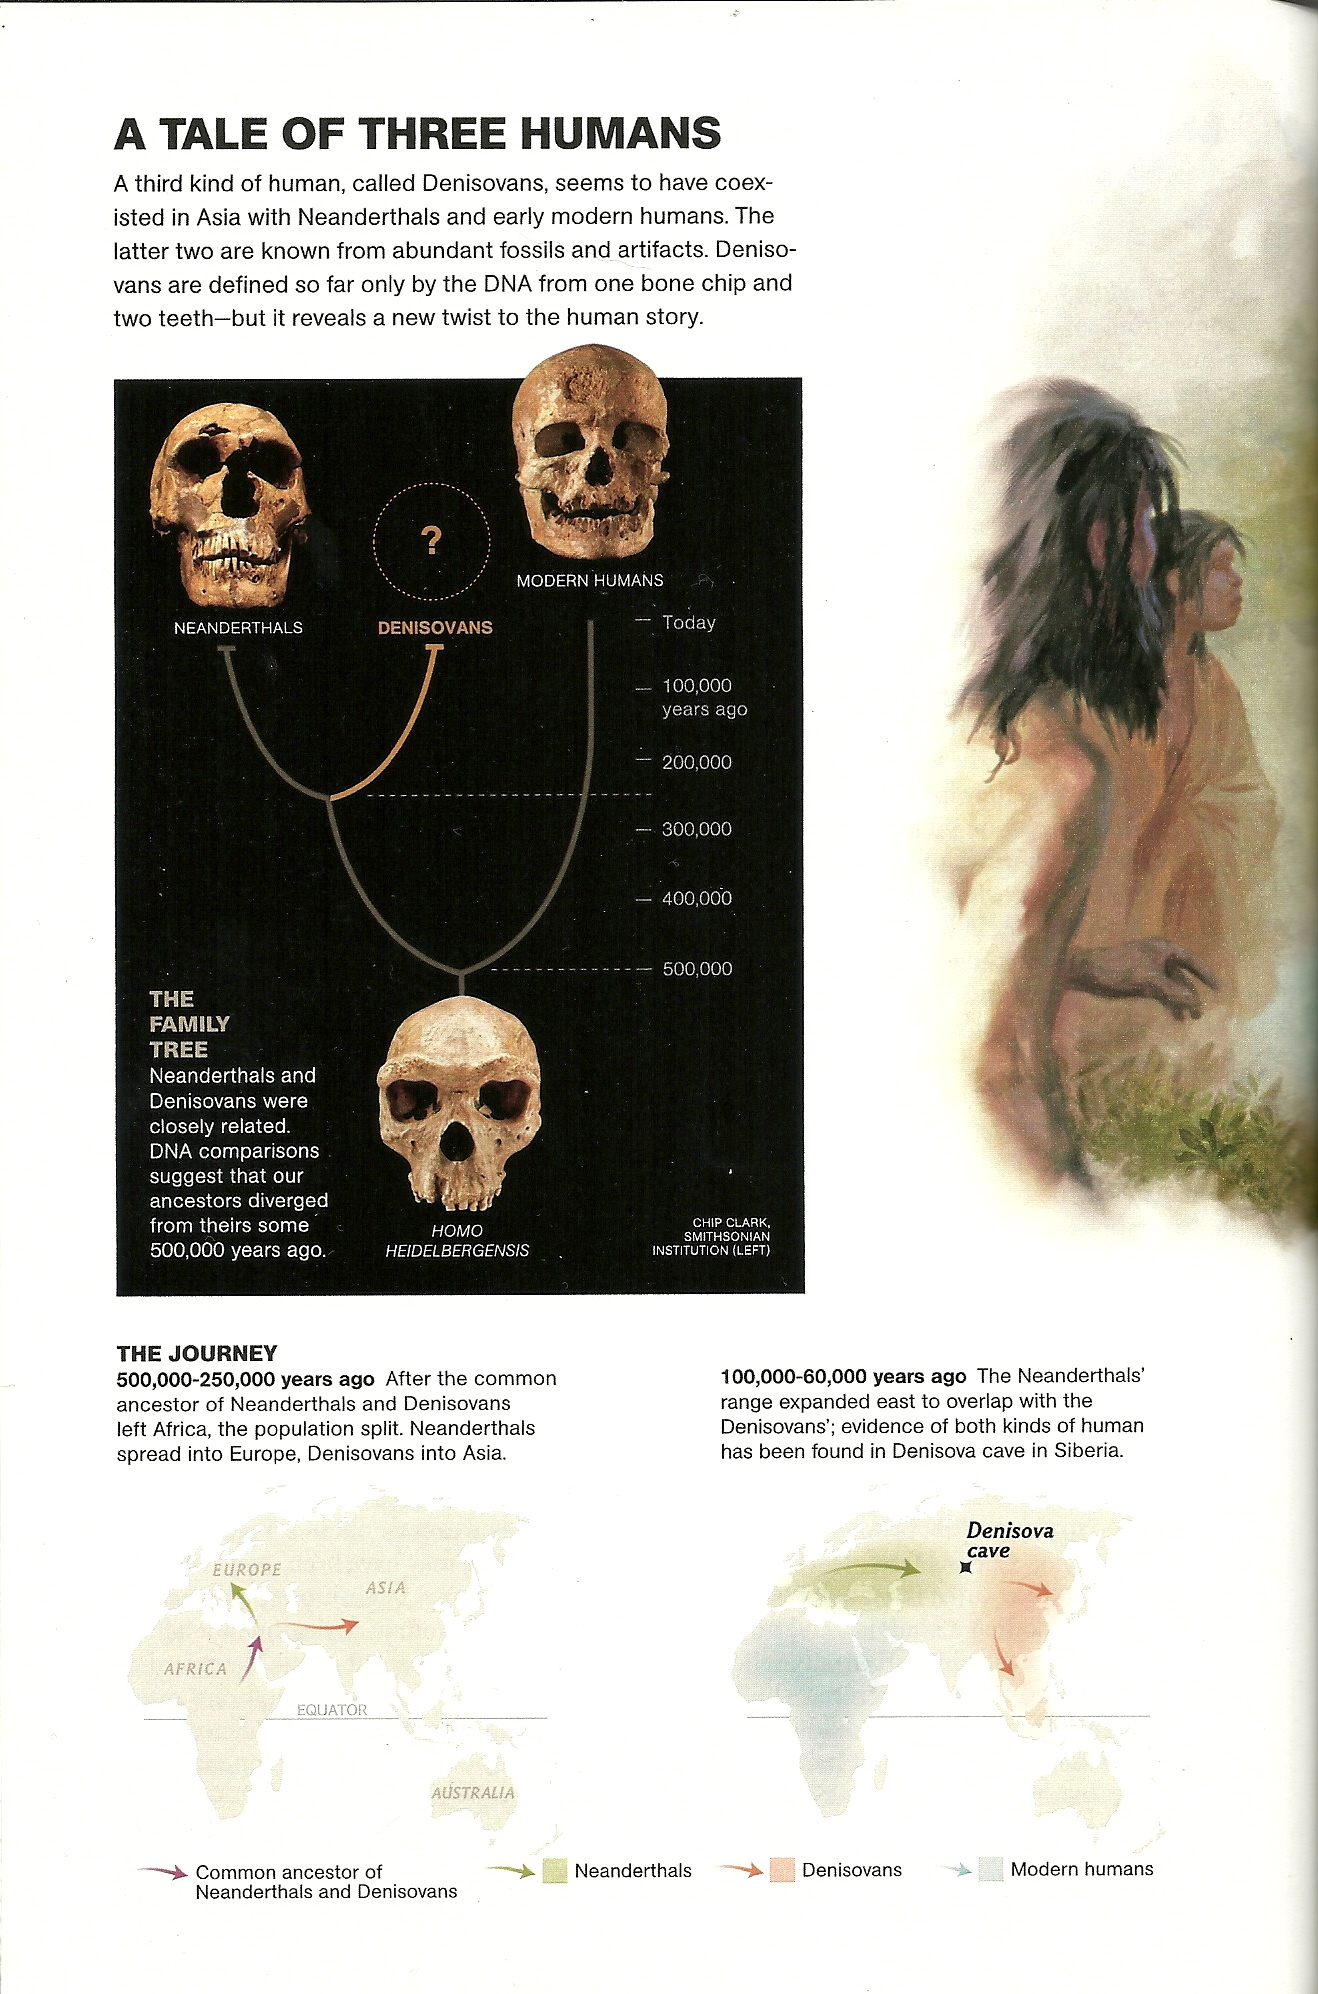 A TALE OF THREE HUMANS
A third kind of human, called Denisovans, seems to have coex-
isted in Asia with Neanderthals and early modern humans. The
latter two are known from abundant fossils and artifacts. Deniso-
vans are defined so far only by the DNA from one bone chip and
two teeth—but it reveals a new twist to the human story.
?
MODERN HUMANS
NEANDERTHALS
DENISOVANS
Today
100,000
years ago
200,000
300,000
400,000
500,000
THE
FAMILY
TREE
Neanderthals and
Denisovans were
closely related.
DNA comparisons
suggest that our
ancestors diverged
from theirs some
500,000 years ago.
HOMO
HEIDELBERGENSIS
CHIP CLARK,
SMITHSONIAN
INSTITUTION (LEFT)
THE JOURNEY
500,000-250,000 years ago After the common
ancestor of Neanderthals and Denisovans
left Africa, the population split. Neanderthals
spread into Europe, Denisovans into Asia.
100,000-60,000 years ago The Neanderthals'
range expanded east to overlap with the
Denisovans'; evidence of both kinds of human
has been found in Denisova cave in Siberia.
EUROPE
ASIA
AFRICA
EQUATOR
AUSTRALIA
Denisova
cave
Common ancestor of
Neanderthals and Denisovans
Neanderthals
Denisovans
Modern humans